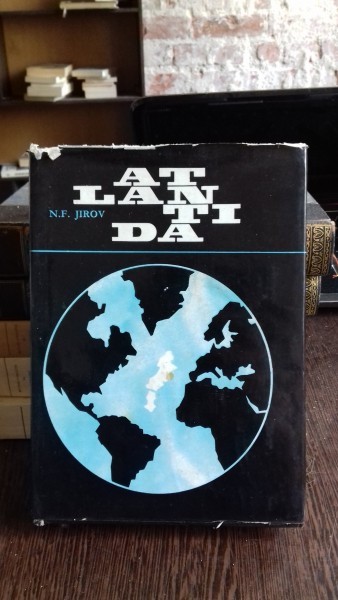 N.F. JIROV
AT
LAN
TI
DA